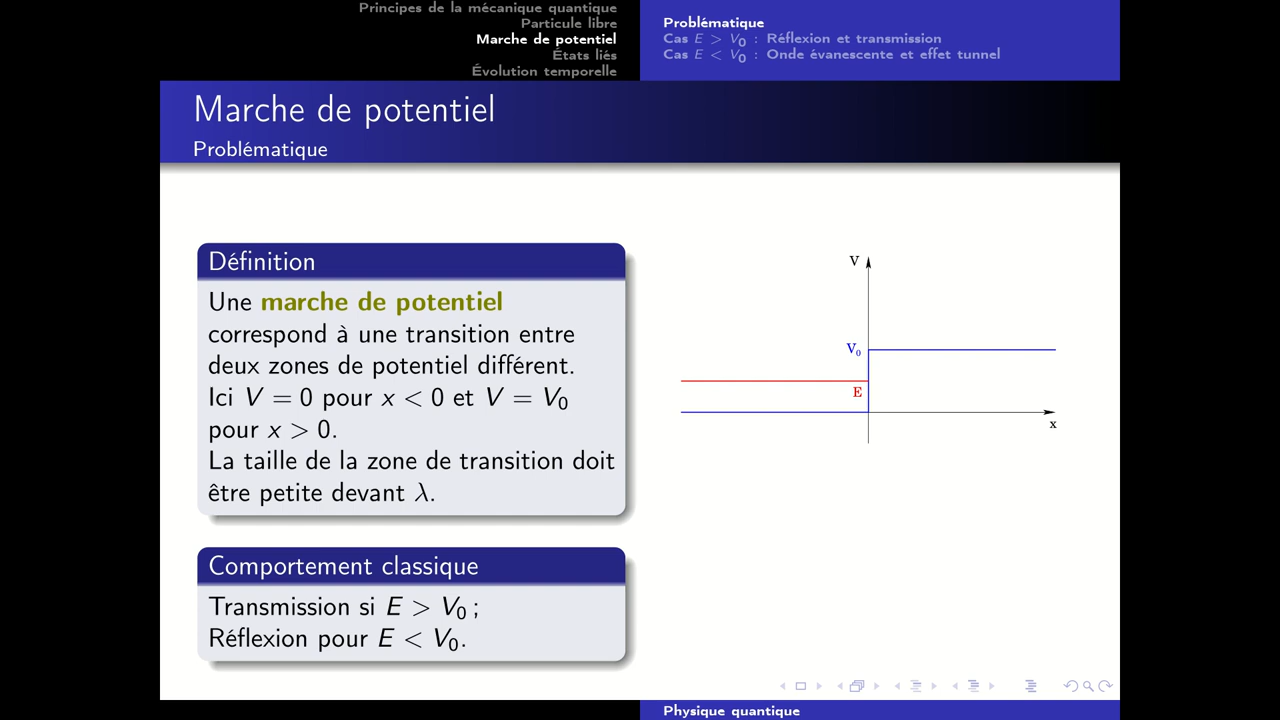 Principes de la mécanique quantique
Particule libre
Marche de potentiel
États liés
Évolution temporelle
Problématique
Cas E > V₀ : Réflexion et transmission
Cas E < V₀ : Onde évanescente et effet tunnel
Marche de potentiel
Problématique
Définition
Une marche de potentiel
correspond à une transition entre
deux zones de potentiel différent.
Ici V = 0 pour x < 0 et V = V₀
pour x > 0.
La taille de la zone de transition doit
être petite devant λ.
Comportement classique
Transmission si E > V₀ ;
Réflexion pour E < V₀.
V
V₀
E
x
Physique quantique